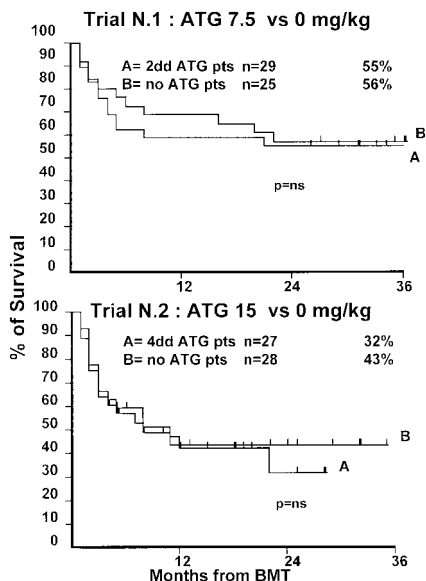 Trial N.1 : ATG 7.5 vs 0 mg/kg
100
90
80
70
60
50
40
30
20
10
0
A= 2dd ATG pts n=29 55%
B= no ATG pts n=25 56%
B
A
p=ns
12 24 36
% of Survival
Trial N.2 : ATG 15 vs 0 mg/kg
100
90
80
70
60
50
40
30
20
10
0
A= 4dd ATG pts n=27 32%
B= no ATG pts n=28 43%
B
A
p=ns
12 24 36
Months from BMT